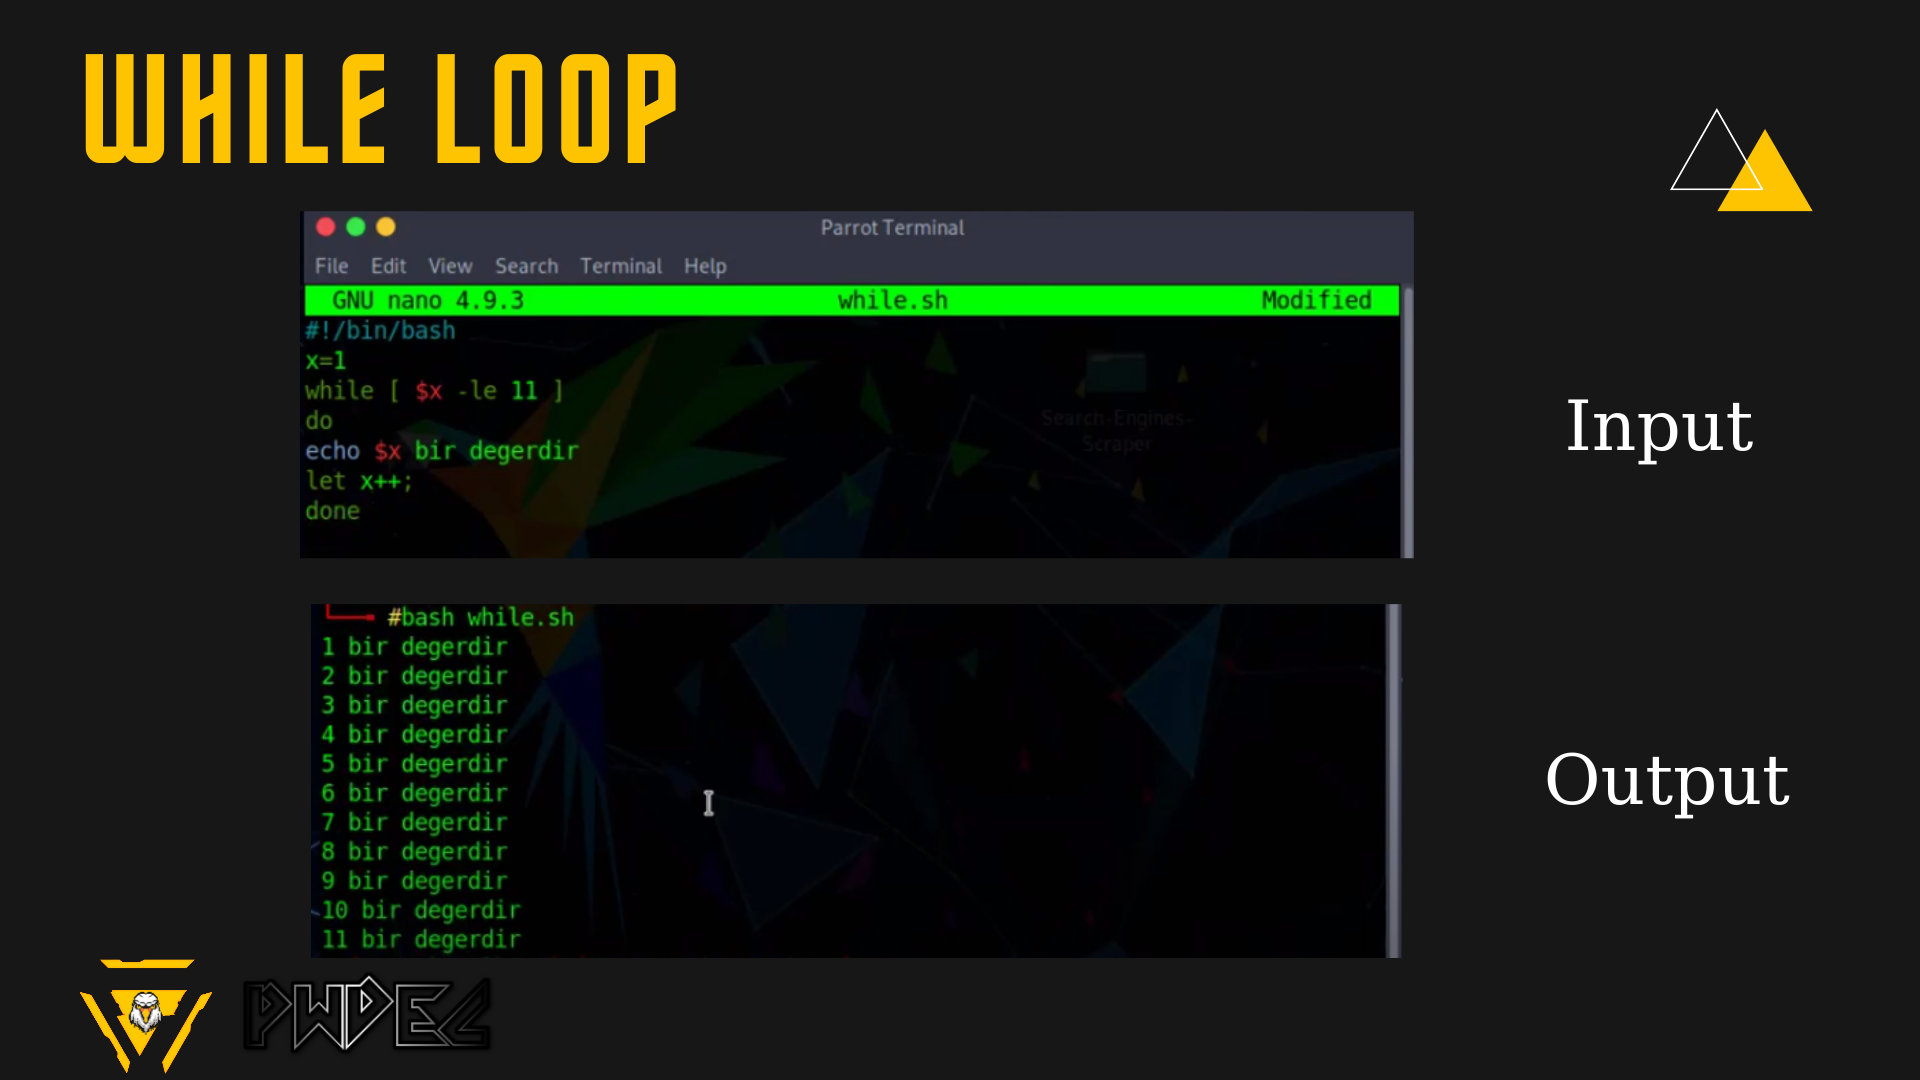 WHILE LOOP
Parrot Terminal
File Edit View Search Terminal Help
GNU nano 4.9.3 while.sh Modified
#!/bin/bash
x=1
while [ $x -le 11 ]
do
echo $x bir degerdir
let x++;
done
Search-Engines-
Scraper
Input
#bash while.sh
1 bir degerdir
2 bir degerdir
3 bir degerdir
4 bir degerdir
5 bir degerdir
6 bir degerdir
7 bir degerdir
8 bir degerdir
9 bir degerdir
10 bir degerdir
11 bir degerdir
Output